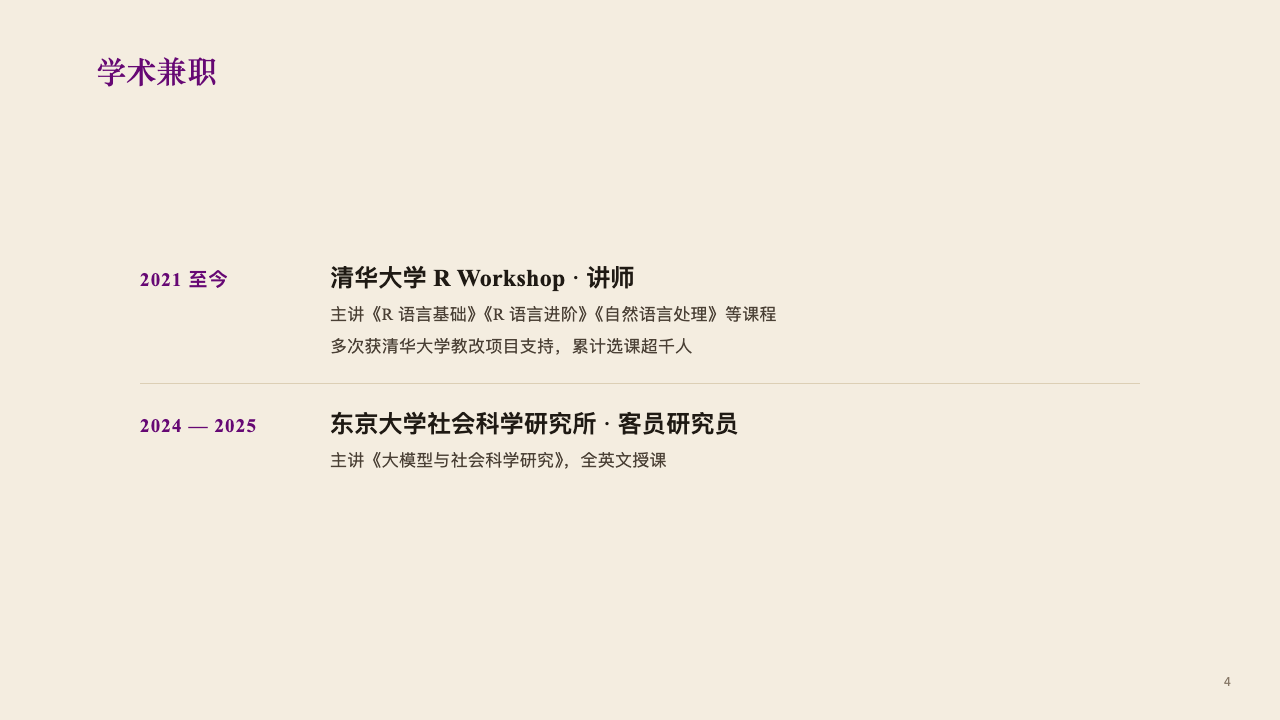 学术兼职
2021 至今
清华大学 R Workshop · 讲师
主讲《R 语言基础》《R 语言进阶》《自然语言处理》等课程
多次获清华大学教改项目支持，累计选课超千人
2024 — 2025
东京大学社会科学研究所 · 客员研究员
主讲《大模型与社会科学研究》，全英文授课
4